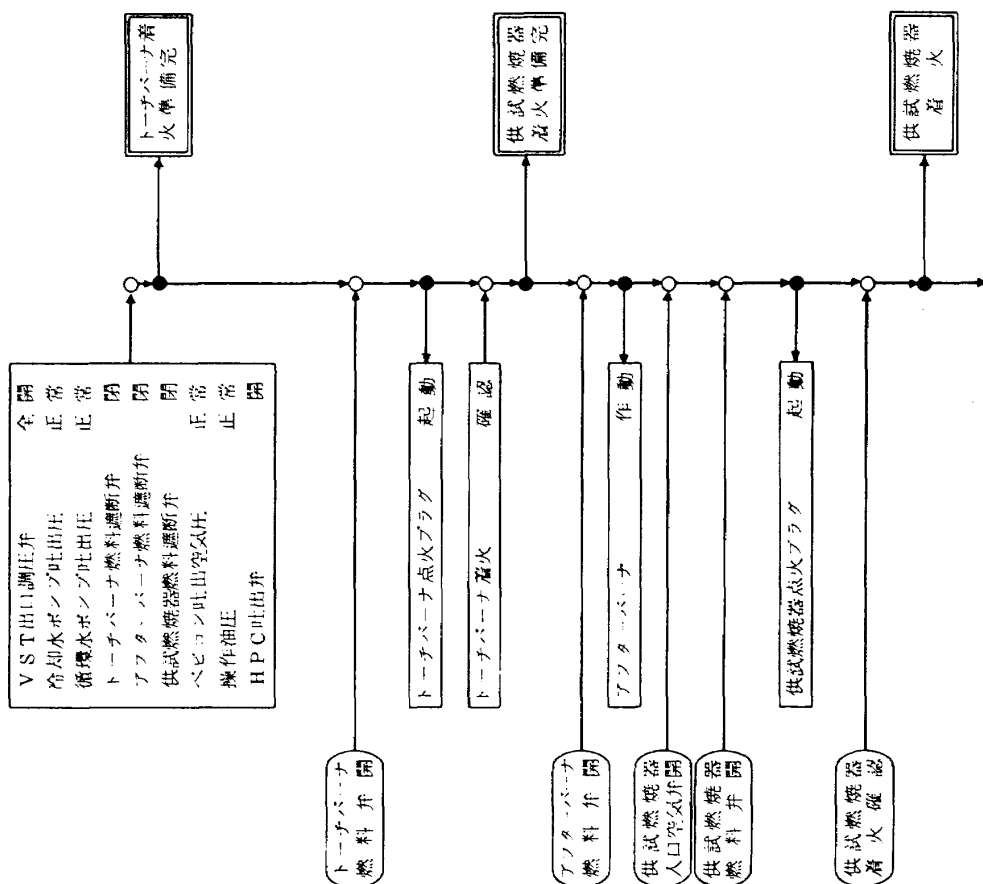 トーチバーナ着
火準備完
供試燃焼器
着火準備完
供試燃焼器
着火
VST出口調圧弁 全開
冷却水ポンプ吐出圧 正常
循環水ポンプ吐出圧 正常
トーチバーナ燃料遮断弁 閉
アフターバーナ燃料遮断弁 閉
供試燃焼器燃料遮断弁 閉
ベビコン吐出空気圧 正常
操作油圧 正常
HPC吐出弁 開
トーチバーナ点火プラグ 起動
トーチバーナ着火 確認
アフターバーナ 作動
供試燃焼器点火プラグ 起動
トーチバーナ
燃料弁開
アフターバーナ
燃料弁開
供試燃焼器
入口空気弁開
供試燃焼器
燃料弁開
供試燃焼器
着火確認